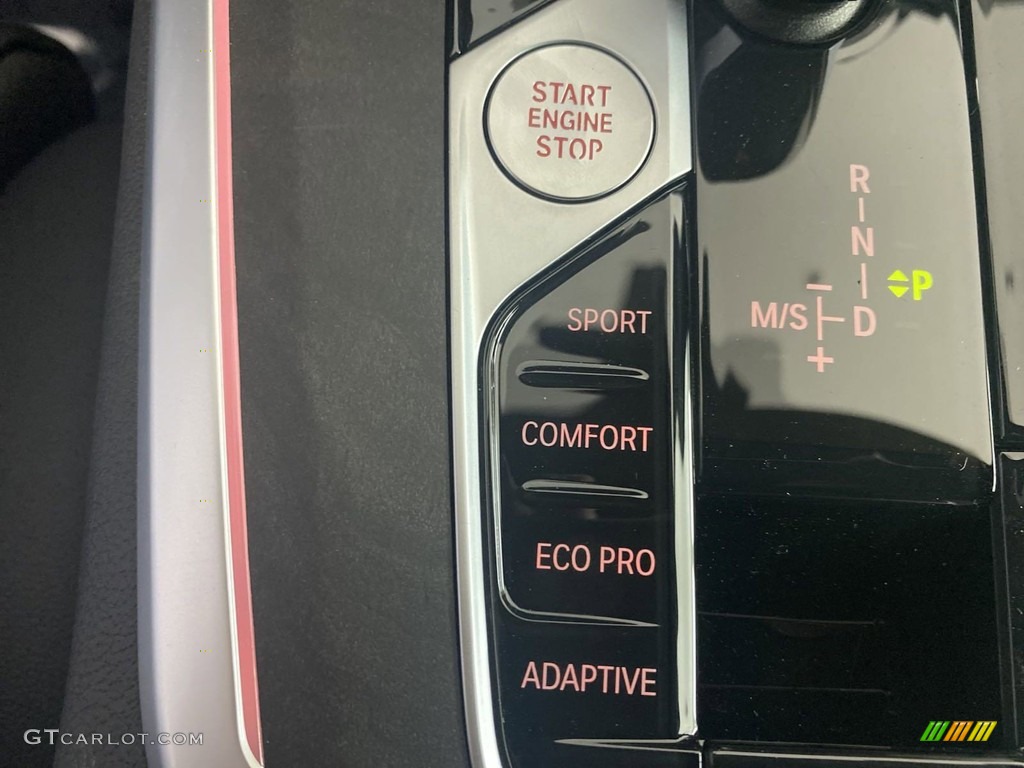 START
ENGINE
STOP
R
N
P
M/S
D
−
+
SPORT
COMFORT
ECO PRO
ADAPTIVE
GTCARLOT.COM